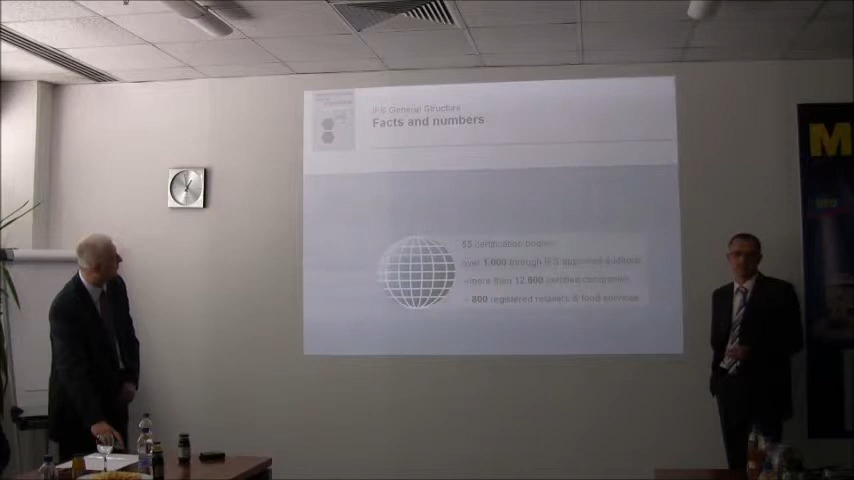 IFS General Structure
Facts and numbers
55 certification bodies
over 1.000 through IFS approved auditors
more than 12.600 certified companies
~ 800 registered retailers & food services
M